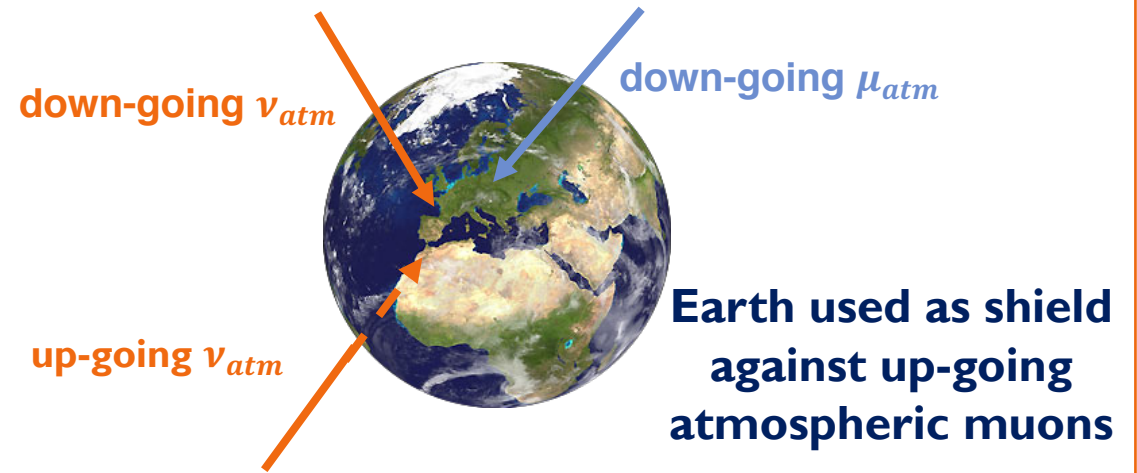 down-going ν_atm
down-going μ_atm
up-going ν_atm
Earth used as shield
against up-going
atmospheric muons